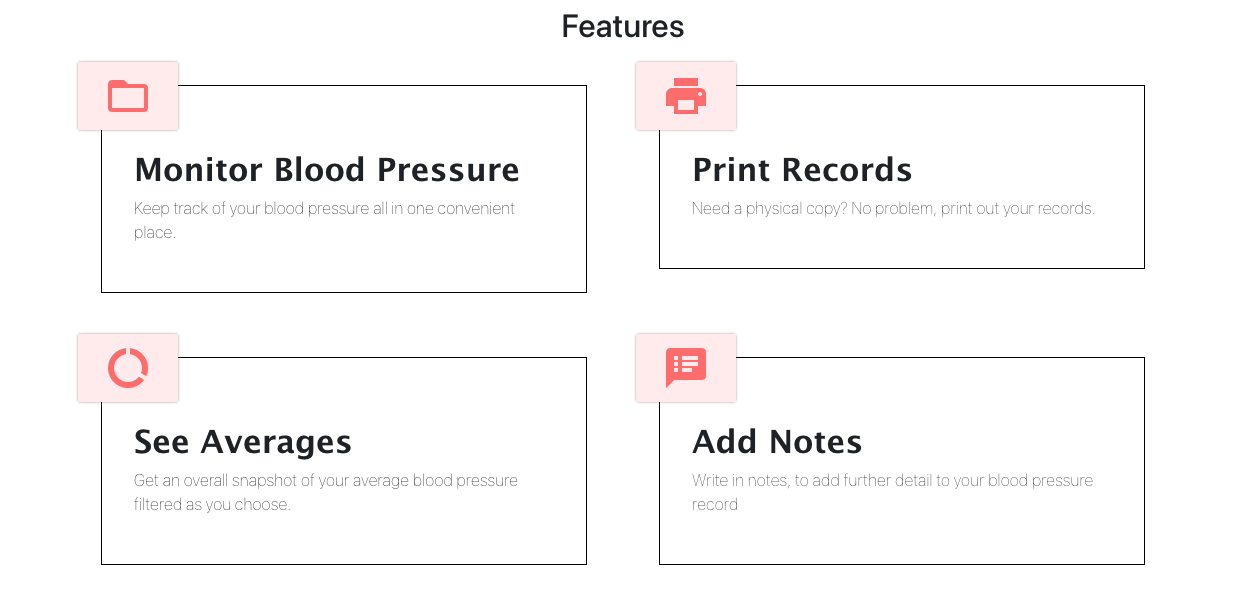 Features
Monitor Blood Pressure
Keep track of your blood pressure all in one convenient
place.
Print Records
Need a physical copy? No problem, print out your records.
See Averages
Get an overall snapshot of your average blood pressure
filtered as you choose.
Add Notes
Write in notes, to add further detail to your blood pressure
record